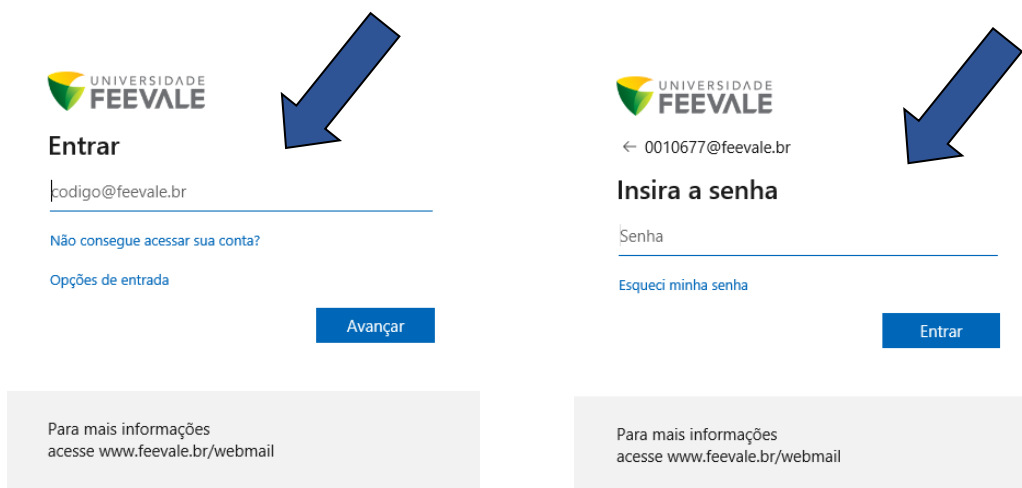 UNIVERSIDADE
FEEVALE
Entrar
codigo@feevale.br
Não consegue acessar sua conta?
Opções de entrada
Avançar
Para mais informações
acesse www.feevale.br/webmail
UNIVERSIDADE
FEEVALE
← 0010677@feevale.br
Insira a senha
Senha
Esqueci minha senha
Entrar
Para mais informações
acesse www.feevale.br/webmail